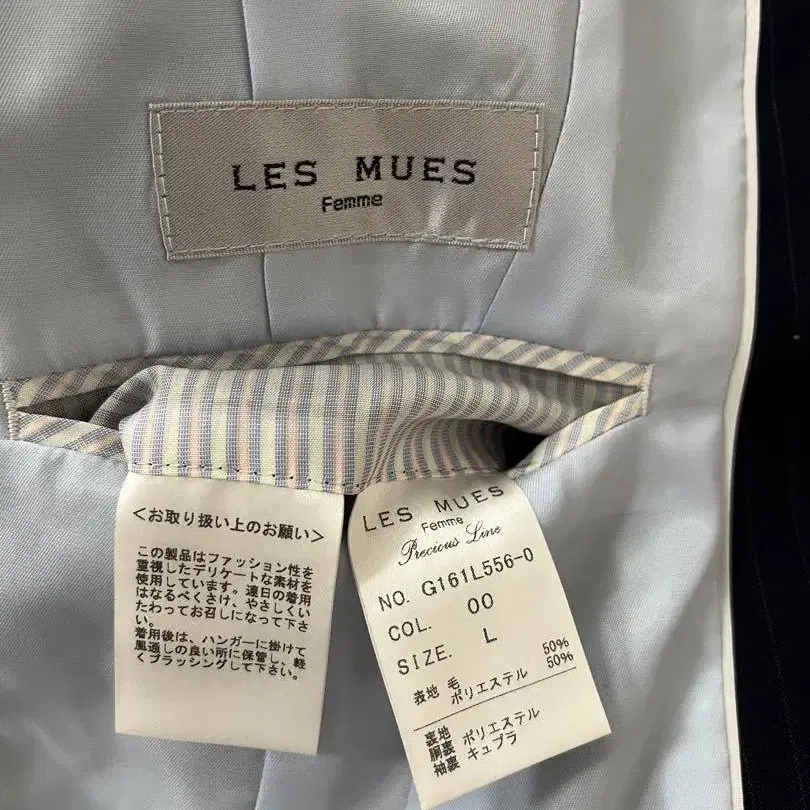 LES MUES
Femme
<お取り扱い上のお願い>
この製品はファッション性を
重視したデリケートな素材を
使用しています。連日の着用
はなるべくさけ、やさしくい
たわってお召しになって下さ
い。
着用後は、ハンガーに掛けて
風通しの良い所に保管し、軽
くブラッシングして下さい。
LES MUES
Femme
Precious Line
NO. G161L556-0
COL. 00
SIZE. L
表地 毛 50%
ポリエステル 50%
裏地
胴裏 ポリエステル
袖裏 キュプラ